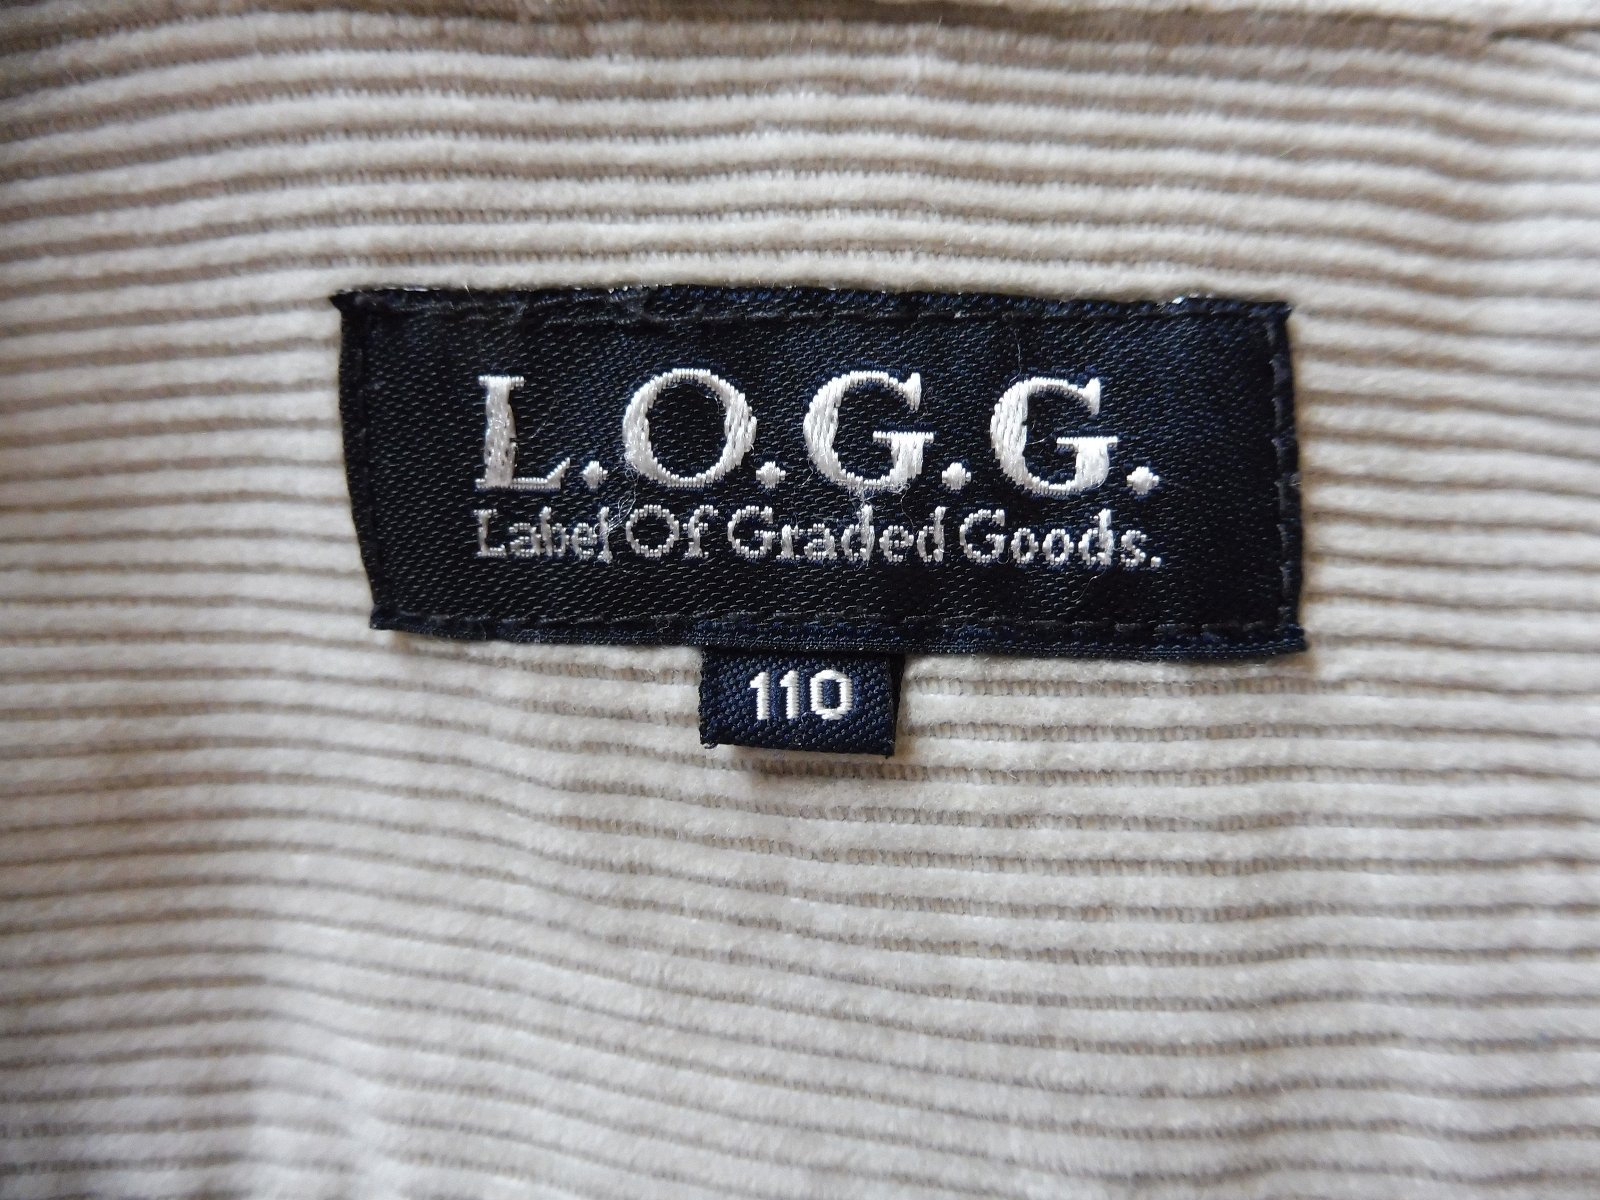 L.O.G.G.
Label Of Graded Goods.
110